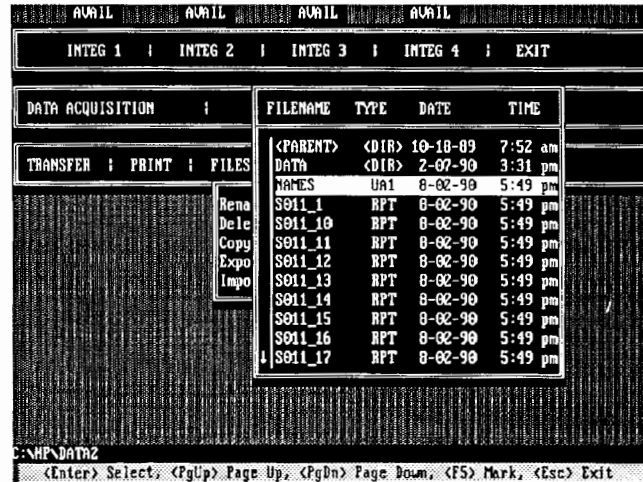 AVAIL AVAIL AVAIL AVAIL
INTEG 1 | INTEG 2 | INTEG 3 | INTEG 4 | EXIT
DATA ACQUISITION |
TRANSFER | PRINT | FILES
Rena
Dele
Copy
Expo
Impo
FILENAME TYPE DATE TIME
<PARENT> <DIR> 10-18-89 7:52 am
DATA <DIR> 2-07-90 3:31 pm
NAMES UA1 8-02-90 5:49 pm
S011_1 RPT 8-02-90 5:49 pm
S011_10 RPT 8-02-90 5:49 pm
S011_11 RPT 8-02-90 5:49 pm
S011_12 RPT 8-02-90 5:49 pm
S011_13 RPT 8-02-90 5:49 pm
S011_14 RPT 8-02-90 5:49 pm
S011_15 RPT 8-02-90 5:49 pm
S011_16 RPT 8-02-90 5:49 pm
↓ S011_17 RPT 8-02-90 5:49 pm
C:\HP\DATA2
<Enter> Select, <PgUp> Page Up, <PgDn> Page Down, <F5> Mark, <Esc> Exit